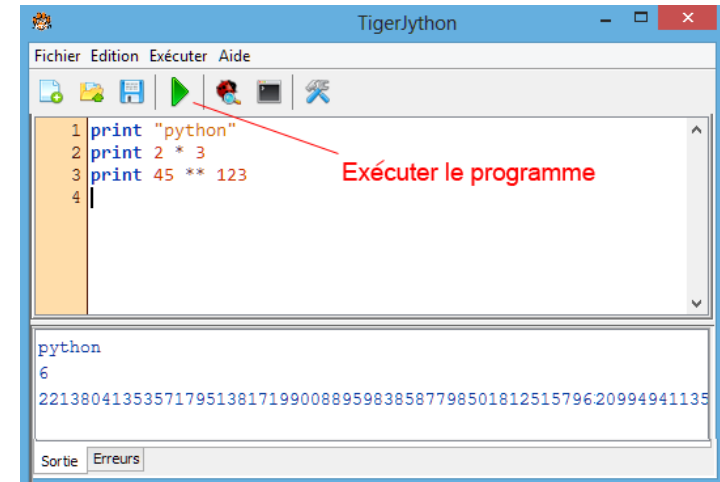 TigerJython
Fichier Edition Exécuter Aide
1 print "python"
2 print 2 * 3
3 print 45 ** 123
4
Exécuter le programme
python
6
2213804135357179513817199008895983858779850181251579620994941135
Sortie Erreurs